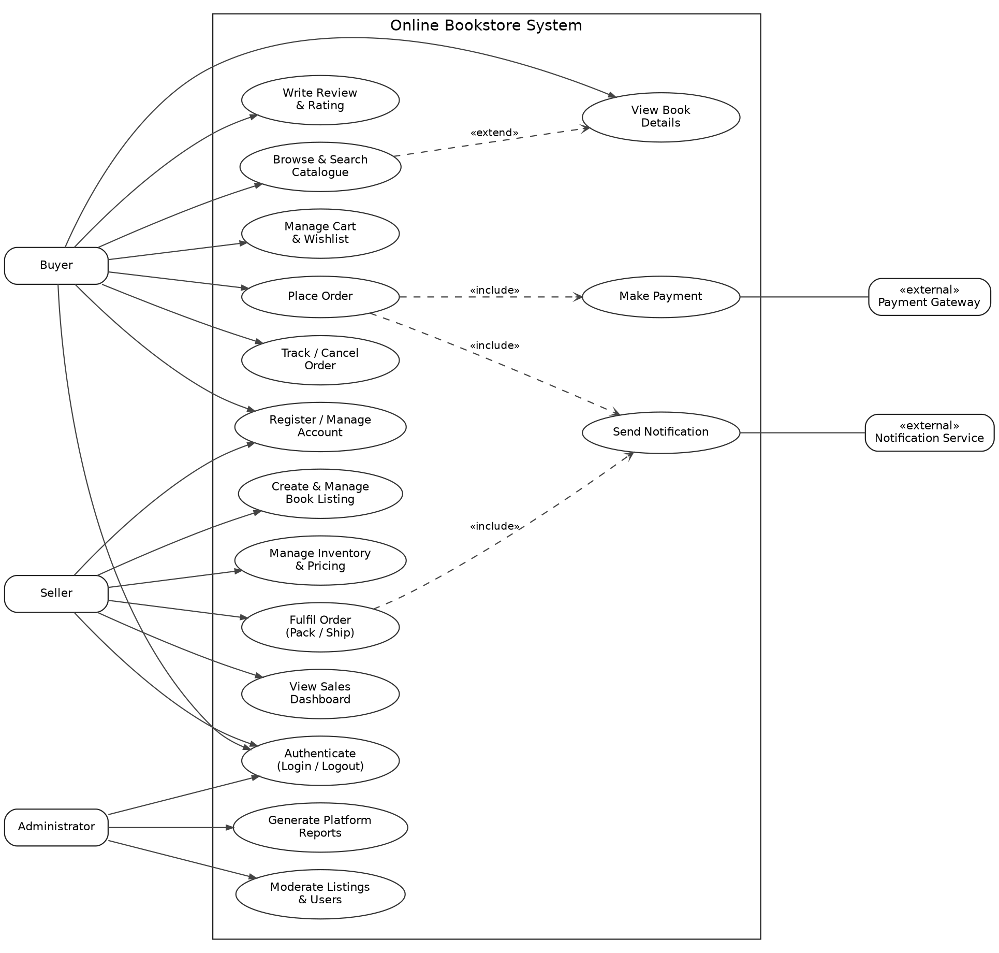 Online Bookstore System
Write Review
& Rating
View Book
Details
«extend»
Browse & Search
Catalogue
Manage Cart
& Wishlist
Buyer
Place Order
«include»
Make Payment
«external»
Payment Gateway
«include»
Track / Cancel
Order
Register / Manage
Account
Send Notification
«external»
Notification Service
Create & Manage
Book Listing
«include»
Manage Inventory
& Pricing
Seller
Fulfil Order
(Pack / Ship)
View Sales
Dashboard
Authenticate
(Login / Logout)
Administrator
Generate Platform
Reports
Moderate Listings
& Users